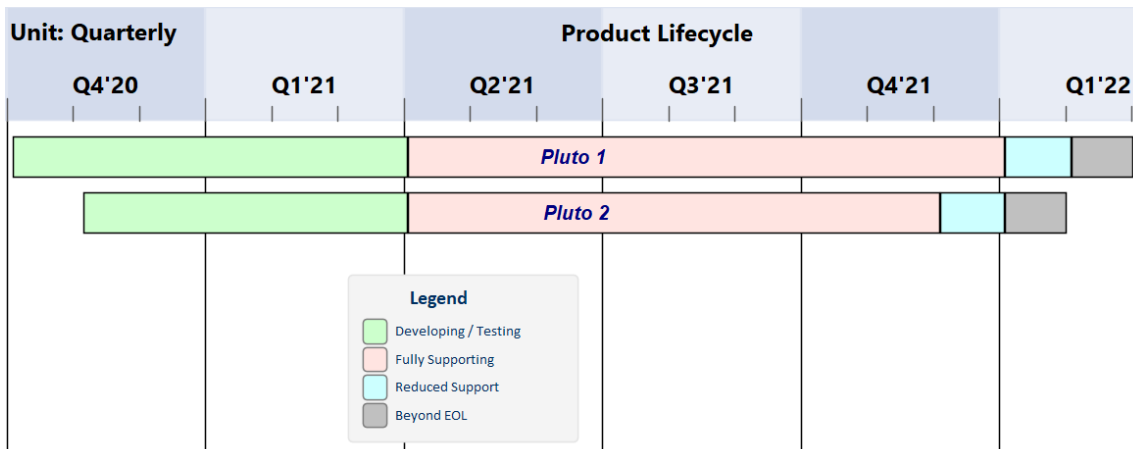 Unit: Quarterly
Product Lifecycle
Q4'20
Q1'21
Q2'21
Q3'21
Q4'21
Q1'22
Pluto 1
Pluto 2
Legend
Developing / Testing
Fully Supporting
Reduced Support
Beyond EOL